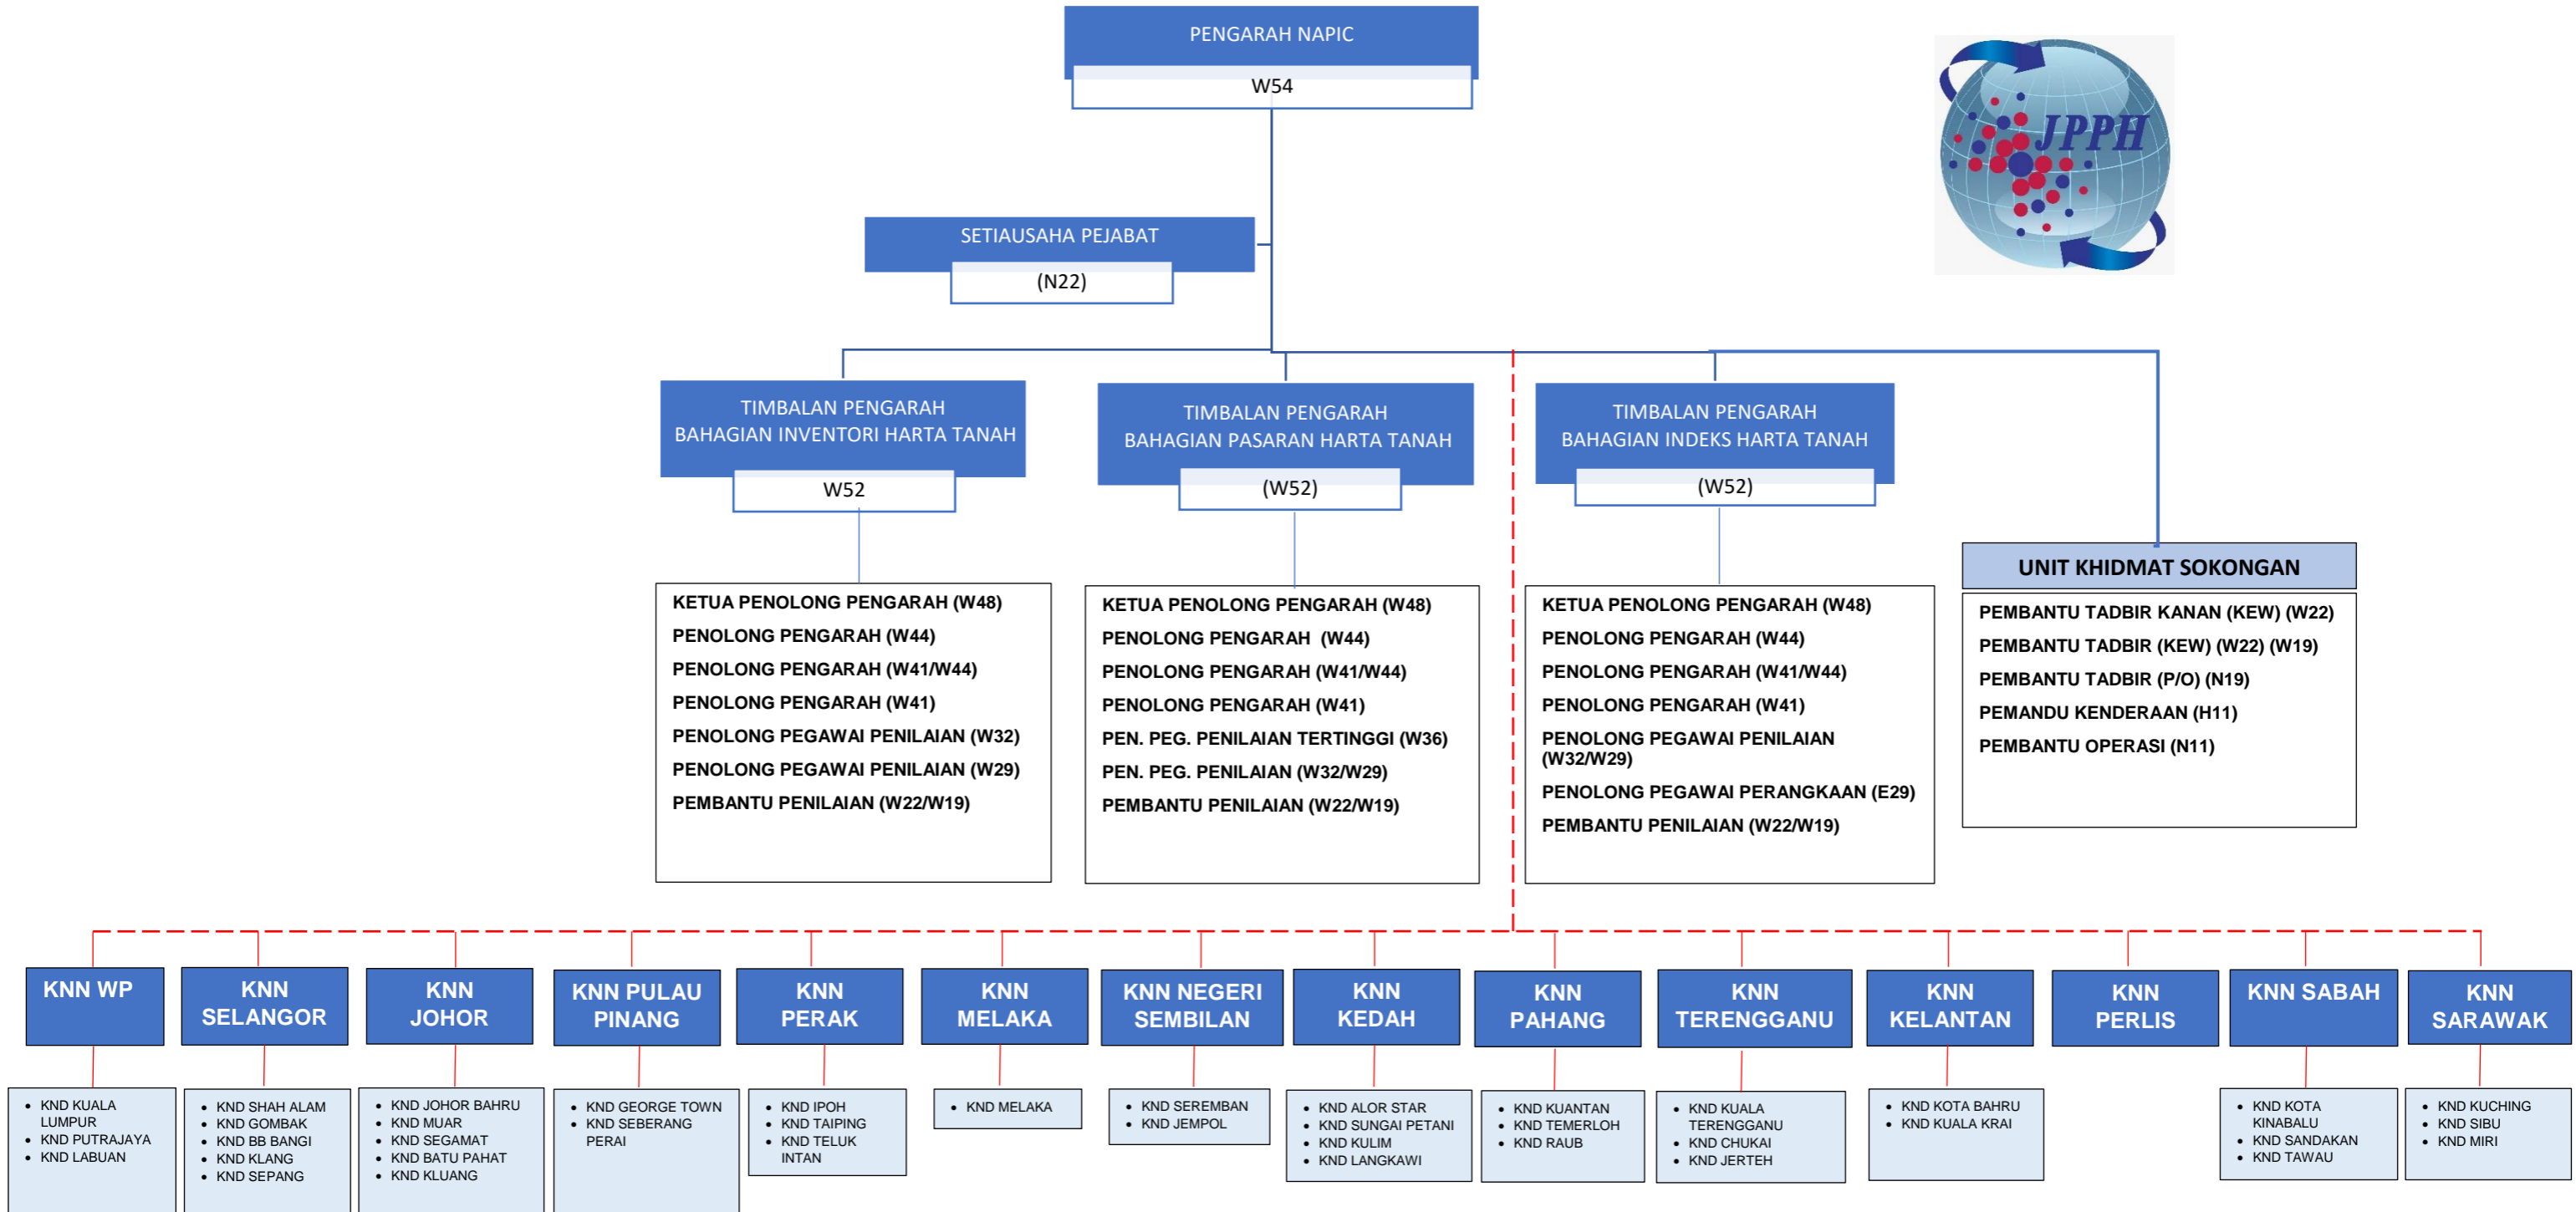 PENGARAH NAPIC
W54
JPPH
SETIAUSAHA PEJABAT
(N22)
TIMBALAN PENGARAH
BAHAGIAN INVENTORI HARTA TANAH
W52
TIMBALAN PENGARAH
BAHAGIAN PASARAN HARTA TANAH
(W52)
TIMBALAN PENGARAH
BAHAGIAN INDEKS HARTA TANAH
(W52)
KETUA PENOLONG PENGARAH (W48)
PENOLONG PENGARAH (W44)
PENOLONG PENGARAH (W41/W44)
PENOLONG PENGARAH (W41)
PENOLONG PEGAWAI PENILAIAN (W32)
PENOLONG PEGAWAI PENILAIAN (W29)
PEMBANTU PENILAIAN (W22/W19)
KETUA PENOLONG PENGARAH (W48)
PENOLONG PENGARAH (W44)
PENOLONG PENGARAH (W41/W44)
PENOLONG PENGARAH (W41)
PEN. PEG. PENILAIAN TERTINGGI (W36)
PEN. PEG. PENILAIAN (W32/W29)
PEMBANTU PENILAIAN (W22/W19)
KETUA PENOLONG PENGARAH (W48)
PENOLONG PENGARAH (W44)
PENOLONG PENGARAH (W41/W44)
PENOLONG PENGARAH (W41)
PENOLONG PEGAWAI PENILAIAN
(W32/W29)
PENOLONG PEGAWAI PERANGKAAN (E29)
PEMBANTU PENILAIAN (W22/W19)
UNIT KHIDMAT SOKONGAN
PEMBANTU TADBIR KANAN (KEW) (W22)
PEMBANTU TADBIR (KEW) (W22) (W19)
PEMBANTU TADBIR (P/O) (N19)
PEMANDU KENDERAAN (H11)
PEMBANTU OPERASI (N11)
KNN WP
• KND KUALA
LUMPUR
• KND PUTRAJAYA
• KND LABUAN
KNN
SELANGOR
• KND SHAH ALAM
• KND GOMBAK
• KND BB BANGI
• KND KLANG
• KND SEPANG
KNN
JOHOR
• KND JOHOR BAHRU
• KND MUAR
• KND SEGAMAT
• KND BATU PAHAT
• KND KLUANG
KNN PULAU
PINANG
• KND GEORGE TOWN
• KND SEBERANG
PERAI
KNN
PERAK
• KND IPOH
• KND TAIPING
• KND TELUK
INTAN
KNN
MELAKA
• KND MELAKA
KNN NEGERI
SEMBILAN
• KND SEREMBAN
• KND JEMPOL
KNN
KEDAH
• KND ALOR STAR
• KND SUNGAI PETANI
• KND KULIM
• KND LANGKAWI
KNN
PAHANG
• KND KUANTAN
• KND TEMERLOH
• KND RAUB
KNN
TERENGGANU
• KND KUALA
TERENGGANU
• KND CHUKAI
• KND JERTEH
KNN
KELANTAN
• KND KOTA BAHRU
• KND KUALA KRAI
KNN
PERLIS
KNN SABAH
• KND KOTA
KINABALU
• KND SANDAKAN
• KND TAWAU
KNN
SARAWAK
• KND KUCHING
• KND SIBU
• KND MIRI